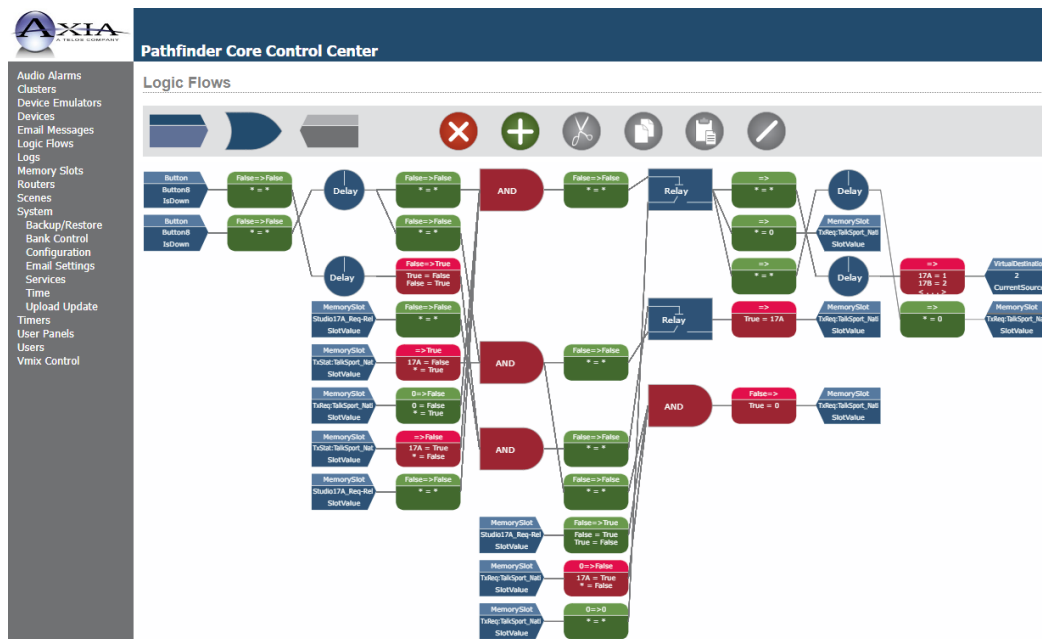 AXIA
A TELOS COMPANY
Pathfinder Core Control Center
Audio Alarms
Clusters
Device Emulators
Devices
Email Messages
Logic Flows
Logs
Memory Slots
Routers
Scenes
System
Backup/Restore
Bank Control
Configuration
Email Settings
Services
Time
Upload Update
Timers
User Panels
Users
Vmix Control
Logic Flows
Button
Button8
IsDown
False=>False
* = *
Delay
False=>False
* = *
AND
False=>False
* = *
Relay
=>
* = *
Delay
Button
Button8
IsDown
False=>False
* = *
False=>False
* = *
=>
* = 0
MemorySlot
TxReq:TalkSport_Nati
SlotValue
Delay
False=>True
True = False
False = True
=>
* = *
Delay
=>
17A = 1
17B = 2
< . . . >
VirtualDestinatio
2
CurrentSource
MemorySlot
Studio17A_Req-Rel
SlotValue
False=>False
* = *
Relay
=>
True = 17A
MemorySlot
TxReq:TalkSport_Nati
SlotValue
=>
* = 0
MemorySlot
TxReq:TalkSport_Nati
SlotValue
MemorySlot
TxStat:TalkSport_Nat
SlotValue
=>True
17A = False
* = True
AND
False=>False
* = *
MemorySlot
TxReq:TalkSport_Nati
SlotValue
0=>False
0 = False
* = True
AND
False=>
True = 0
MemorySlot
TxReq:TalkSport_Nati
SlotValue
MemorySlot
TxStat:TalkSport_Nat
SlotValue
=>False
17A = True
* = False
AND
False=>False
* = *
MemorySlot
Studio17A_Req-Rel
SlotValue
False=>False
* = *
False=>False
* = *
MemorySlot
Studio17A_Req-Rel
SlotValue
False=>True
False = True
True = False
MemorySlot
TxReq:TalkSport_Nati
SlotValue
0=>False
17A = True
* = False
MemorySlot
TxReq:TalkSport_Nati
SlotValue
0=>0
* = *